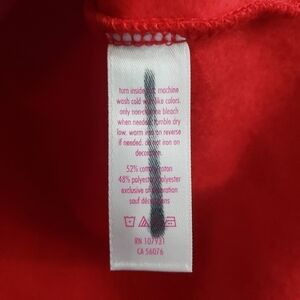 turn inside out machine
wash cold with like colors.
only non-chlorine bleach
when needed. tumble dry
low. warm iron on reverse
if needed. do not iron on
decoration.
52% cotton/coton
48% polyester/polyester
exclusive of decoration
sauf décorations
RN 107931
CA 56076